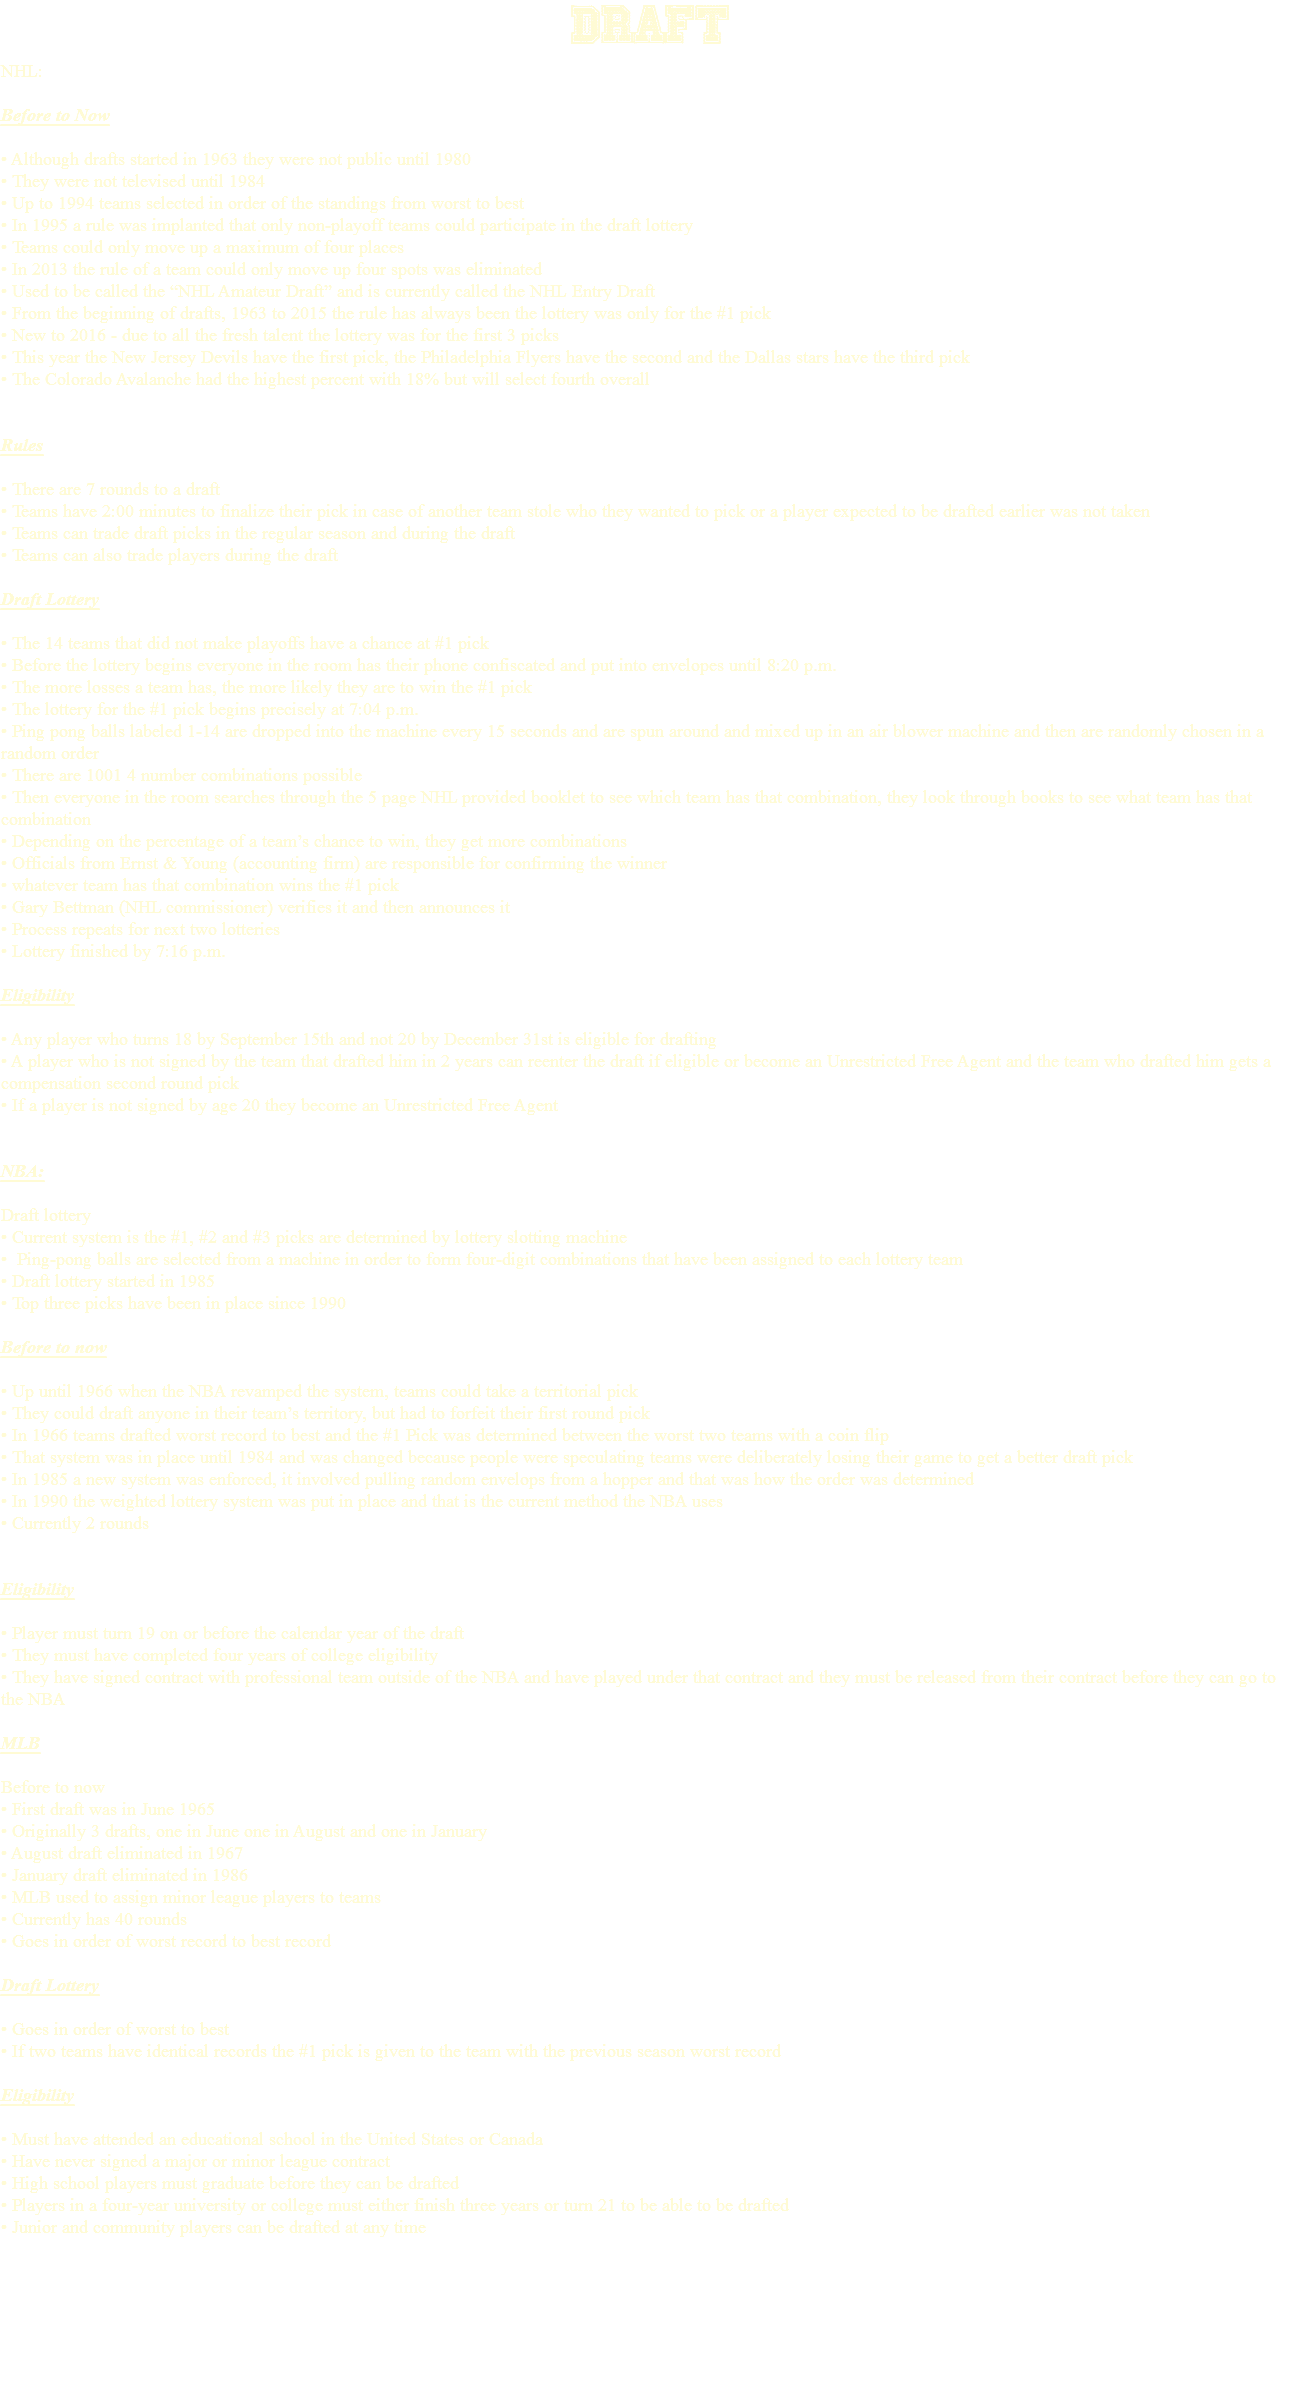 DRAFT
NHL
Before to Now
• Although drafts started in 1963 they were not public until 1980
• They were not televised until 1984
• Up to 1994 teams selected in order of the standings from worst to best
• In 1995 a rule was implanted that only non-playoff teams could participate in the draft lottery
• Teams could only move up a maximum of four places
• In 2013 the rule of a team could only move up four spots was eliminated
• Used to be called the “NHL Amateur Draft” and is currently called the NHL Entry Draft
• From the beginning of drafts, 1963 to 2015 the rule has always been the lottery was only for the #1 pick
• New to 2016 - due to all the fresh talent the lottery was for the first 3 picks
• This year the New Jersey Devils have the first pick, the Philadelphia Flyers have the second and the Dallas stars have the third pick
• The Colorado Avalanche had the highest percent with 18% but will select fourth overall
Rules
• There are 7 rounds to a draft
• Teams have 2:00 minutes to finalize their pick in case of another team stole who they wanted to pick or a player expected to be drafted earlier was not taken
• Teams can trade draft picks in the regular season and during the draft
• Teams can also trade players during the draft
Draft Lottery
• The 14 teams that did not make playoffs have a chance at #1 pick
• Before the lottery begins everyone in the room has their phone confiscated and put into envelopes until 8:20 p.m.
• The more losses a team has, the more likely they are to win the #1 pick
• The lottery for the #1 pick begins precisely at 7:04 p.m.
• Ping pong balls labeled 1-14 are dropped into the machine every 15 seconds and are spun around and mixed up in an air blower machine and then are randomly chosen in a
random order
• There are 1001 4 number combinations possible
• Then everyone in the room searches through the 5 page NHL provided booklet to see which team has that combination, they look through books to see what team has that
combination
• Depending on the percentage of a team’s chance to win, they get more combinations
• Officials from Ernst & Young (accounting firm) are responsible for confirming the winner
• whatever team has that combination wins the #1 pick
• Gary Bettman (NHL commissioner) verifies it and then announces it
• Process repeats for next two lotteries
• Lottery finished by 7:16 p.m.
Eligibility
• Any player who turns 18 by September 15th and not 20 by December 31st is eligible for drafting
• A player who is not signed by the team that drafted him in 2 years can reenter the draft if eligible or become an Unrestricted Free Agent and the team who drafted him gets a
compensation second round pick
• If a player is not signed by age 20 they become an Unrestricted Free Agent
NBA:
Draft lottery
• Current system is the #1, #2 and #3 picks are determined by lottery slotting machine
• Ping-pong balls are selected from a machine in order to form four-digit combinations that have been assigned to each lottery team
• Draft lottery started in 1985
• Top three picks have been in place since 1990
Before to now
• Up until 1966 when the NBA revamped the system, teams could take a territorial pick
• They could draft anyone in their team’s territory, but had to forfeit their first round pick
• In 1966 teams drafted worst record to best and the #1 Pick was determined between the worst two teams with a coin flip
• That system was in place until 1984 and was changed because people were speculating teams were deliberately losing their game to get a better draft pick
• In 1985 a new system was enforced, it involved pulling random envelops from a hopper and that was how the order was determined
• In 1990 the weighted lottery system was put in place and that is the current method the NBA uses
• Currently 2 rounds
Eligibility
• Player must turn 19 on or before the calendar year of the draft
• They must have completed four years of college eligibility
• They have signed contract with professional team outside of the NBA and have played under that contract and they must be released from their contract before they can go to
the NBA
MLB
Before to now
• First draft was in June 1965
• Originally 3 drafts, one in June one in August and one in January
• August draft eliminated in 1967
• January draft eliminated in 1986
• MLB used to assign minor league players to teams
• Currently has 40 rounds
• Goes in order of worst record to best record
Draft Lottery
• Goes in order of worst to best
• If two teams have identical records the #1 pick is given to the team with the previous season worst record
Eligibility
• Must have attended an educational school in the United States or Canada
• Have never signed a major or minor league contract
• High school players must graduate before they can be drafted
• Players in a four-year university or college must either finish three years or turn 21 to be able to be drafted
• Junior and community players can be drafted at any time